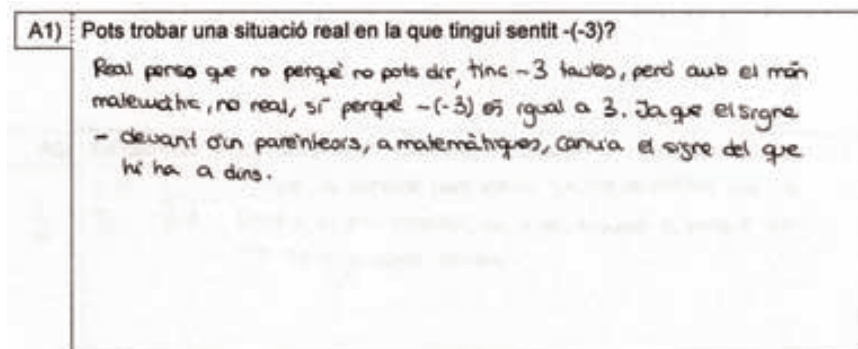 A1) Pots trobar una situació real en la que tingui sentit -(-3)?
Real penso que no perquè no pots dir, tinc -3 taules, però amb el món
matemàtic, no real, sí perquè -(-3) és igual a 3. Ja que el signe
- devant d'un parèntesis, a matemàtiques, canvia el signe del que
hi ha a dins.